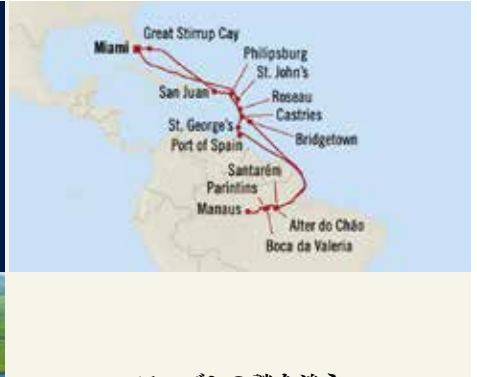 Great Stirrup Cay
Miami
Philipsburg
St. John's
San Juan
Roseau
Castries
St. George's
Bridgetown
Port of Spain
Santarém
Parintins
Manaus
Alter do Chão
Boca da Valeria